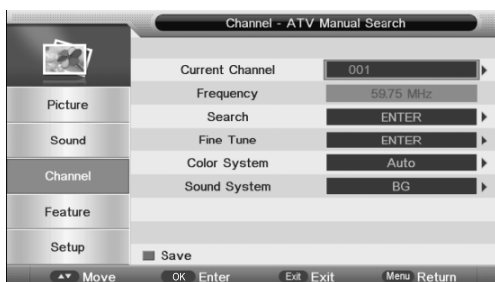 Channel - ATV Manual Search
Current Channel 001
Frequency 59.75 MHz
Search ENTER
Fine Tune ENTER
Color System Auto
Sound System BG
Picture
Sound
Channel
Feature
Setup
Save
Move OK Enter Exit Exit Menu Return